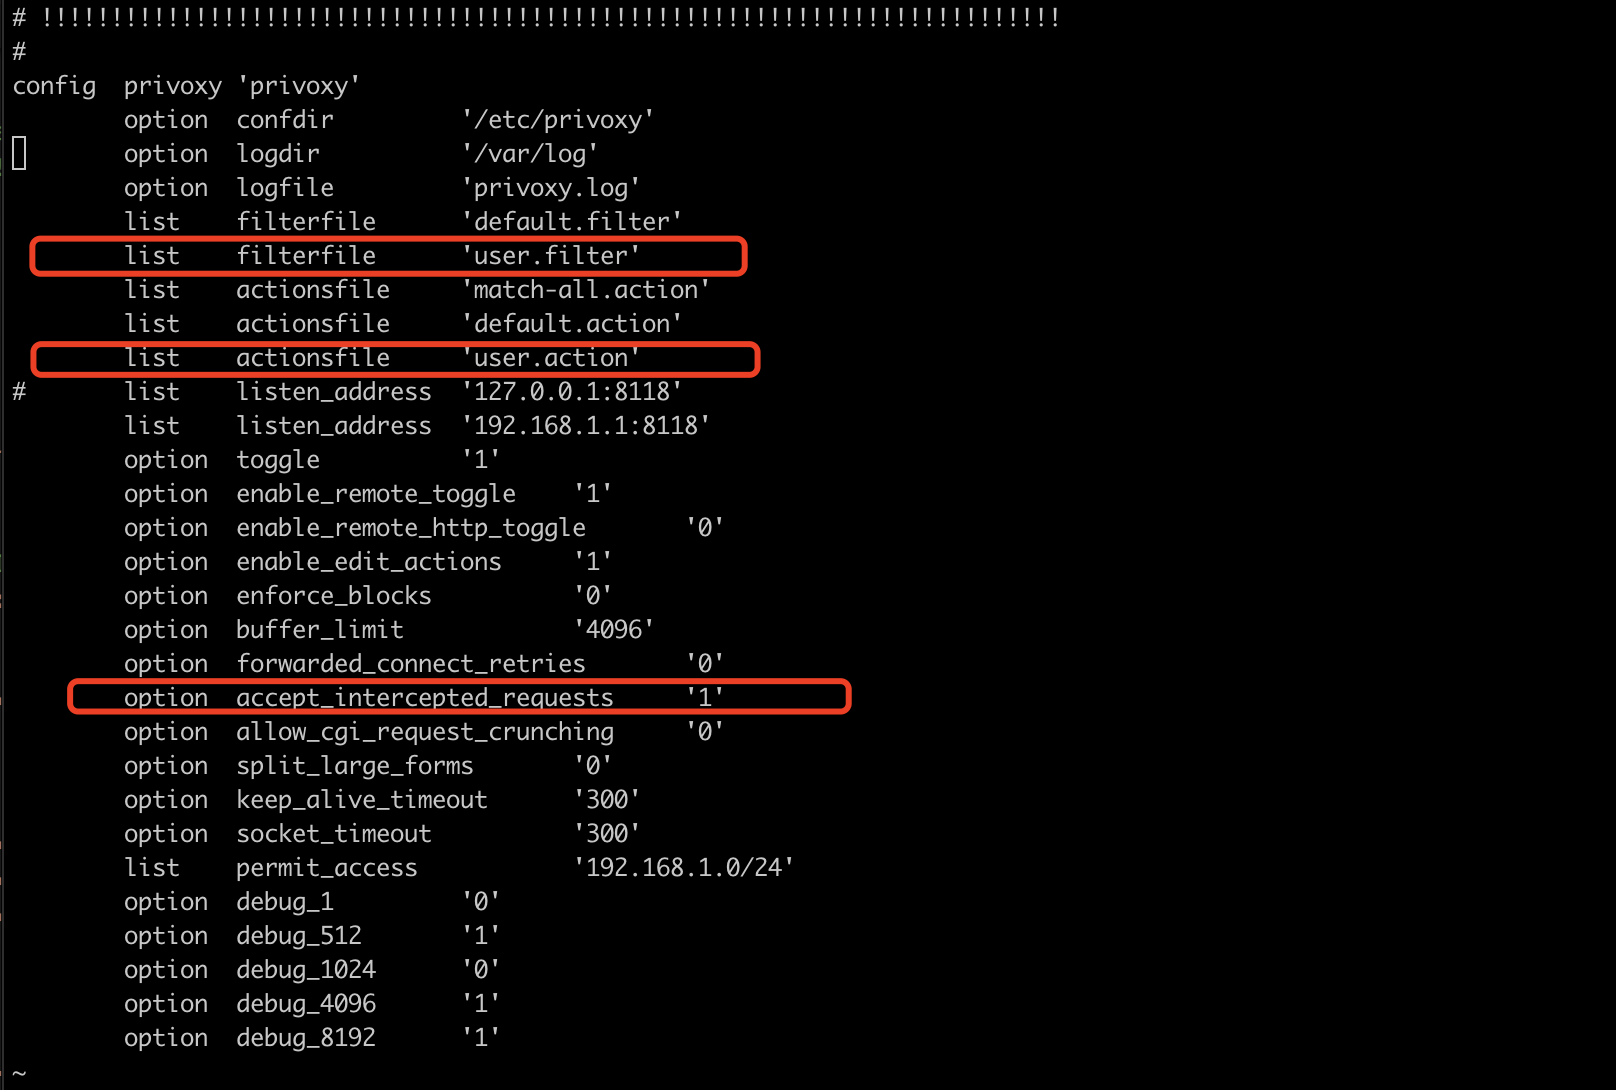 # !!!!!!!!!!!!!!!!!!!!!!!!!!!!!!!!!!!!!!!!!!!!!!!!!!!!!!!!!!!!!!!!!!!!!!!!!
#
config  privoxy 'privoxy'
        option  confdir         '/etc/privoxy'
        option  logdir          '/var/log'
        option  logfile         'privoxy.log'
        list    filterfile      'default.filter'
        list    filterfile      'user.filter'
        list    actionsfile     'match-all.action'
        list    actionsfile     'default.action'
        list    actionsfile     'user.action'
#       list    listen_address  '127.0.0.1:8118'
        list    listen_address  '192.168.1.1:8118'
        option  toggle          '1'
        option  enable_remote_toggle    '1'
        option  enable_remote_http_toggle       '0'
        option  enable_edit_actions     '1'
        option  enforce_blocks          '0'
        option  buffer_limit            '4096'
        option  forwarded_connect_retries       '0'
        option  accept_intercepted_requests     '1'
        option  allow_cgi_request_crunching     '0'
        option  split_large_forms       '0'
        option  keep_alive_timeout      '300'
        option  socket_timeout          '300'
        list    permit_access           '192.168.1.0/24'
        option  debug_1         '0'
        option  debug_512       '1'
        option  debug_1024      '0'
        option  debug_4096      '1'
        option  debug_8192      '1'
~